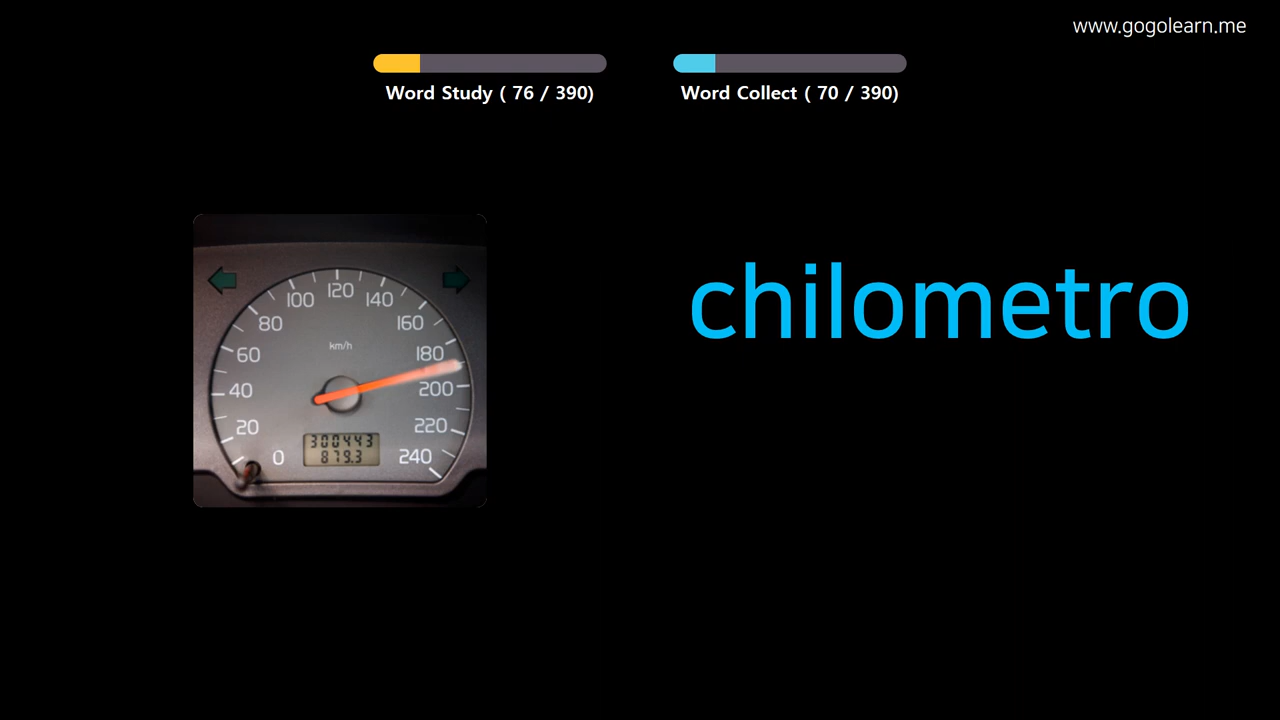 www.gogolearn.me
Word Study ( 76 / 390)
Word Collect ( 70 / 390)
chilometro
100 120 140
80 160
km/h
60 180
40 200
20 220
300443
0 879.3 240